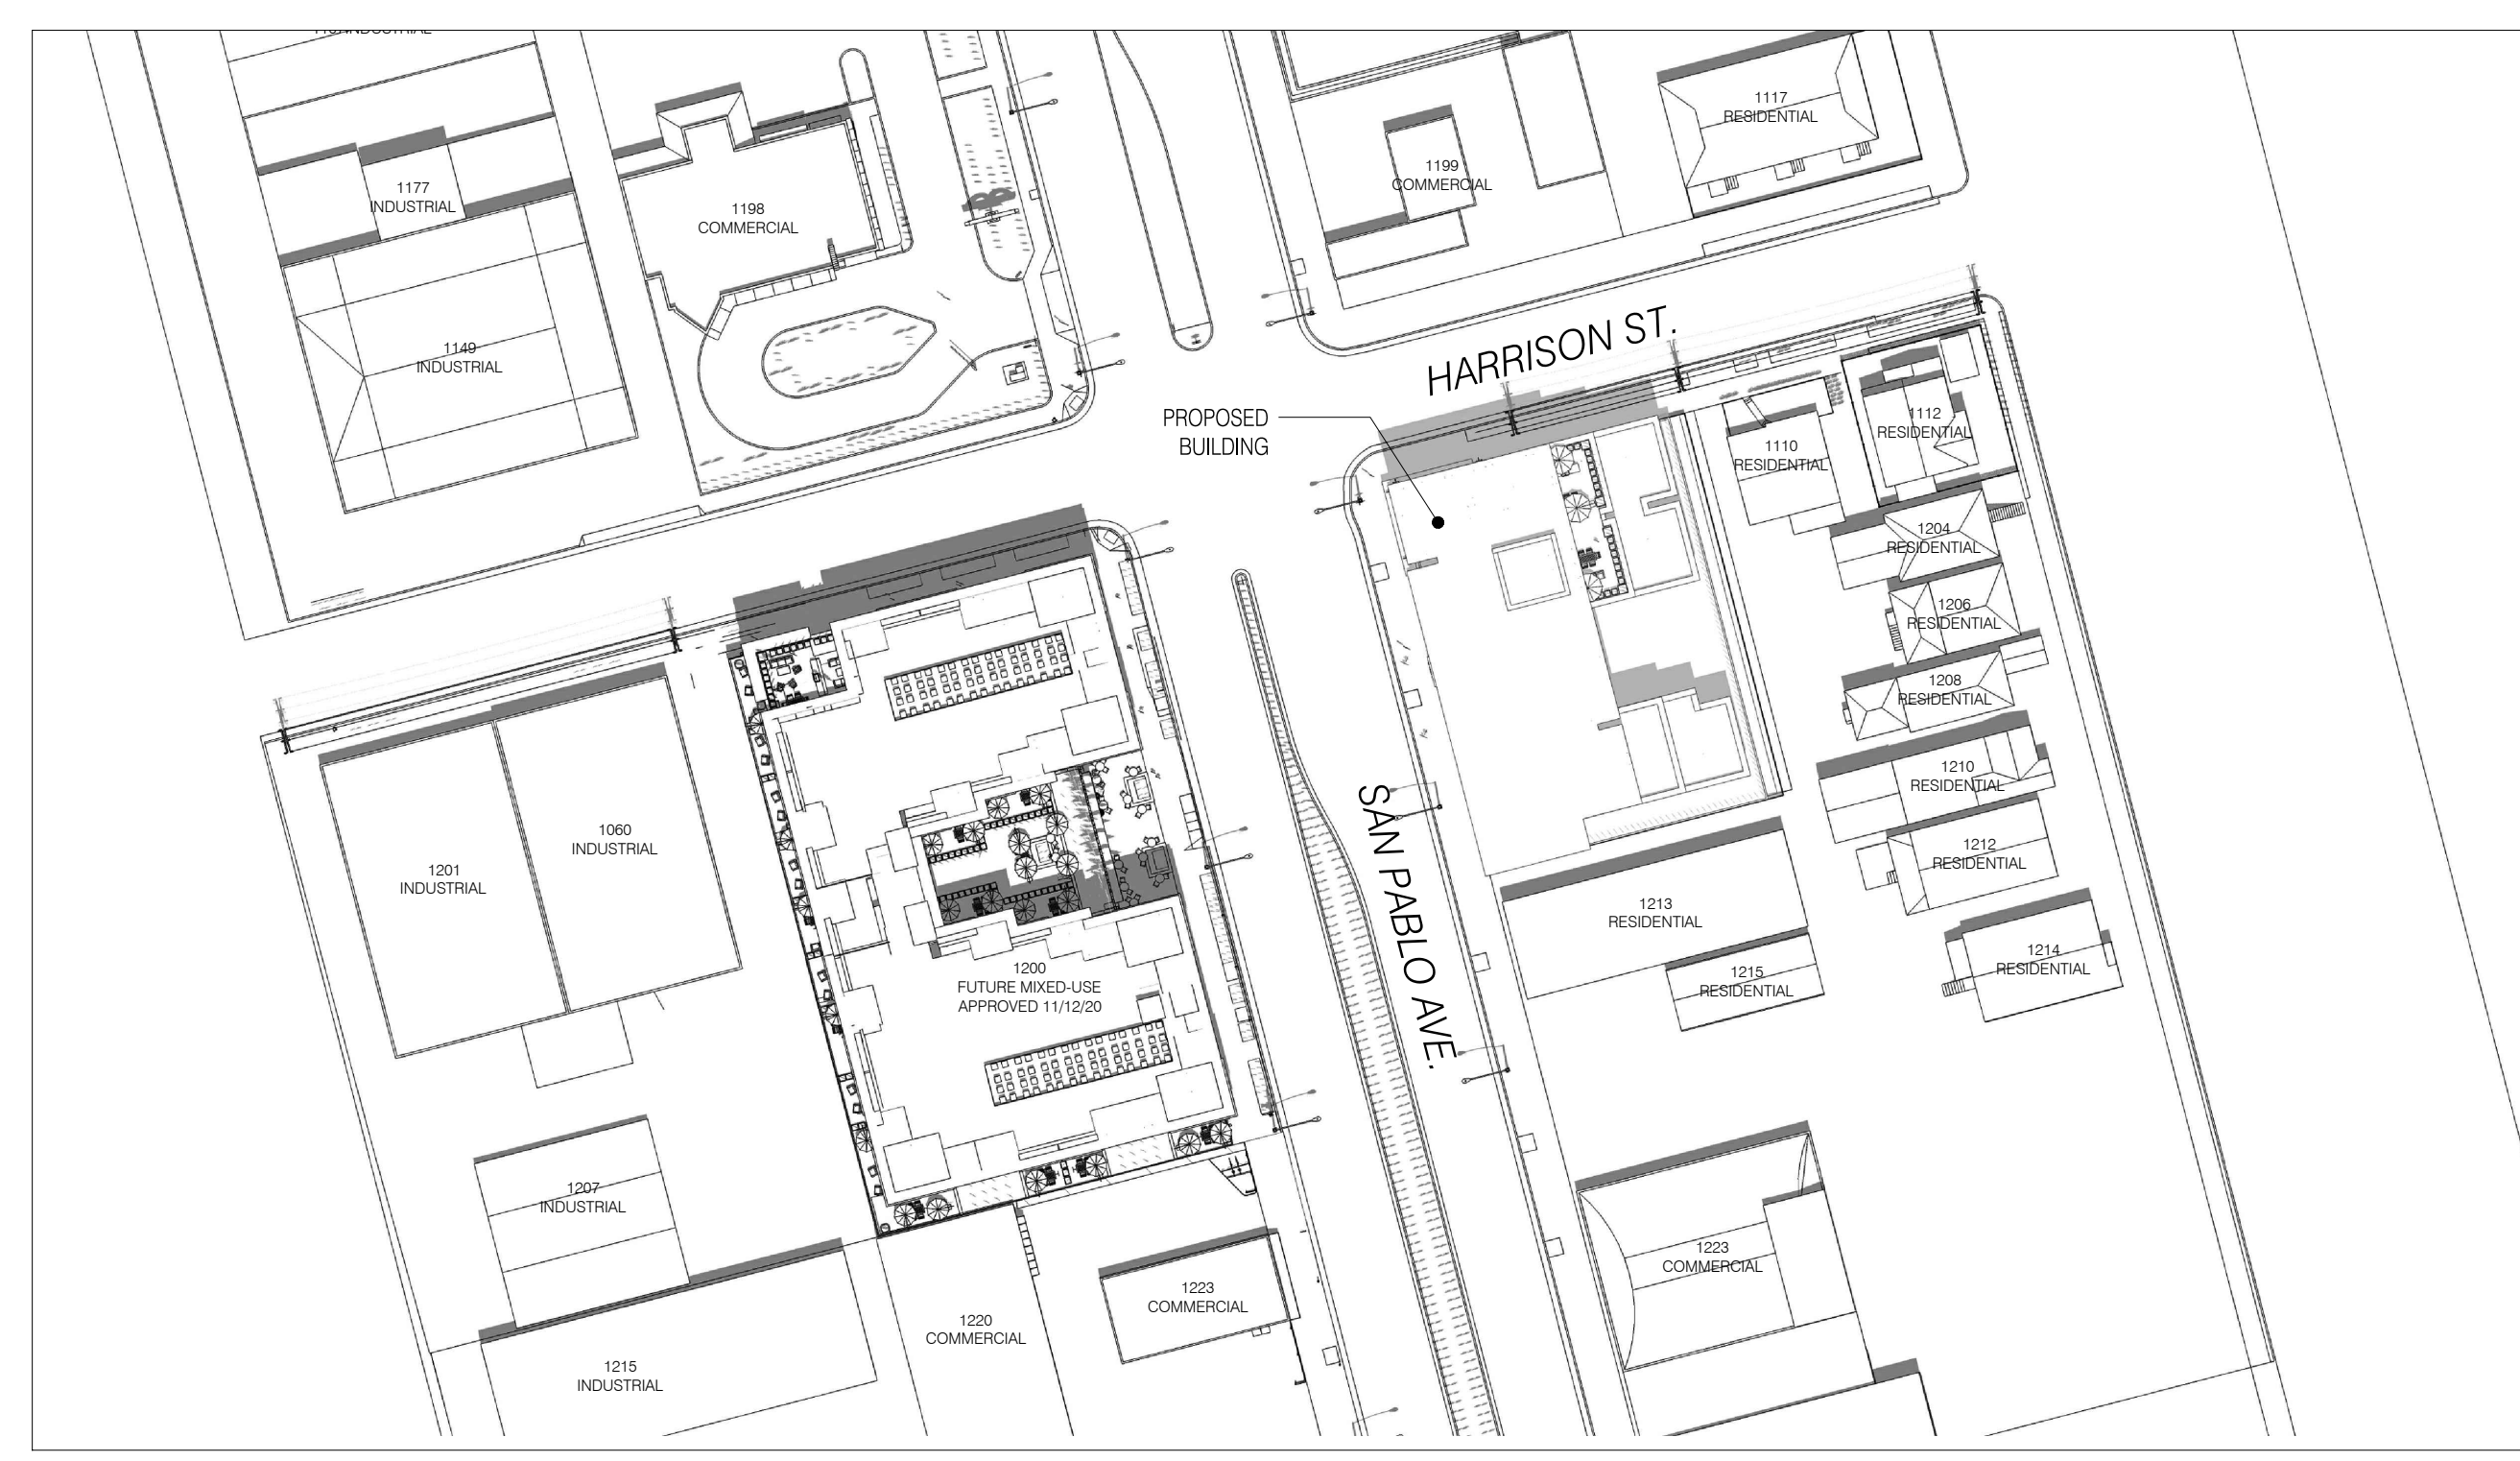 1117
RESIDENTIAL
1199
COMMERCIAL
1177
INDUSTRIAL
1198
COMMERCIAL
1149
INDUSTRIAL
HARRISON ST.
PROPOSED
BUILDING
1112
RESIDENTIAL
1110
RESIDENTIAL
1204
RESIDENTIAL
1206
RESIDENTIAL
1208
RESIDENTIAL
1210
RESIDENTIAL
1212
RESIDENTIAL
1214
RESIDENTIAL
1060
INDUSTRIAL
1201
INDUSTRIAL
SAN PABLO AVE.
1213
RESIDENTIAL
1215
RESIDENTIAL
1200
FUTURE MIXED-USE
APPROVED 11/12/20
1207
INDUSTRIAL
1223
COMMERCIAL
1223
COMMERCIAL
1220
COMMERCIAL
1215
INDUSTRIAL